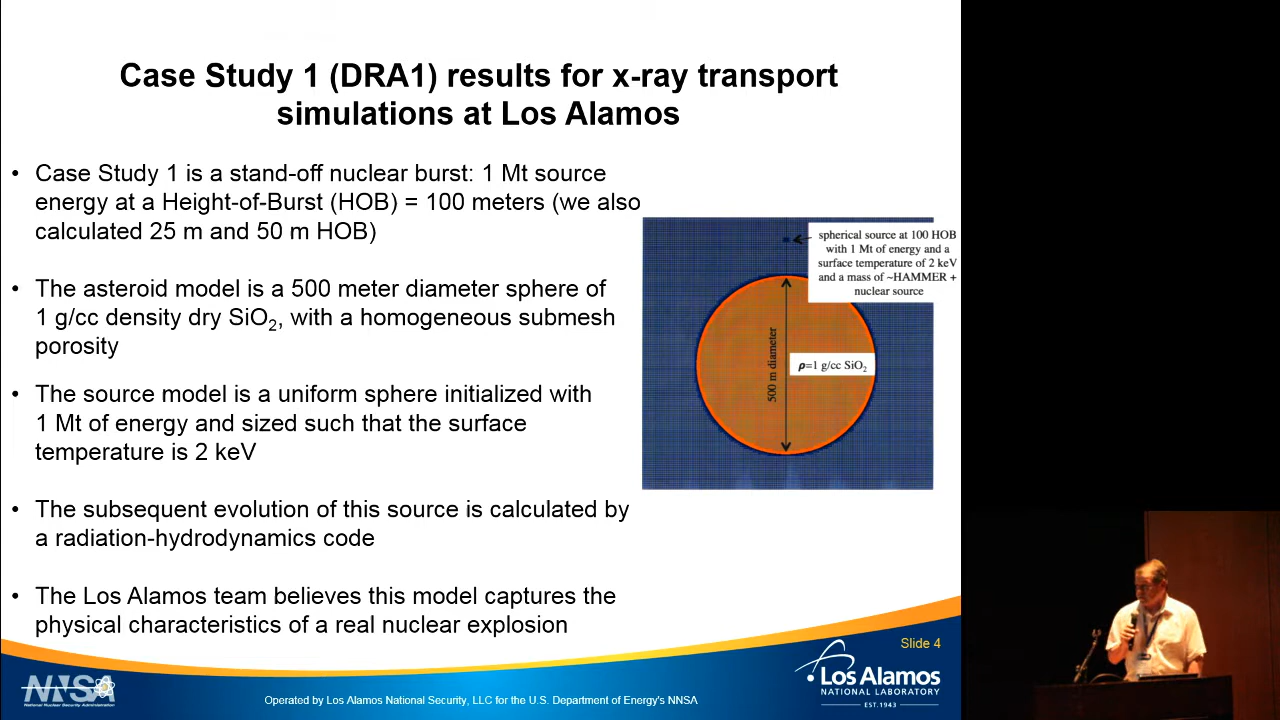 Case Study 1 (DRA1) results for x-ray transport
simulations at Los Alamos
• Case Study 1 is a stand-off nuclear burst: 1 Mt source
energy at a Height-of-Burst (HOB) = 100 meters (we also
calculated 25 m and 50 m HOB)
• The asteroid model is a 500 meter diameter sphere of
1 g/cc density dry SiO₂, with a homogeneous submesh
porosity
• The source model is a uniform sphere initialized with
1 Mt of energy and sized such that the surface
temperature is 2 keV
• The subsequent evolution of this source is calculated by
a radiation-hydrodynamics code
• The Los Alamos team believes this model captures the
physical characteristics of a real nuclear explosion
spherical source at 100 HOB
with 1 Mt of energy and a
surface temperature of 2 keV
and a mass of ~HAMMER +
nuclear source
500 m diameter
ρ=1 g/cc SiO₂
Slide 4
NNSA
National Nuclear Security Administration
Operated by Los Alamos National Security, LLC for the U.S. Department of Energy's NNSA
Los Alamos
NATIONAL LABORATORY
EST.1943